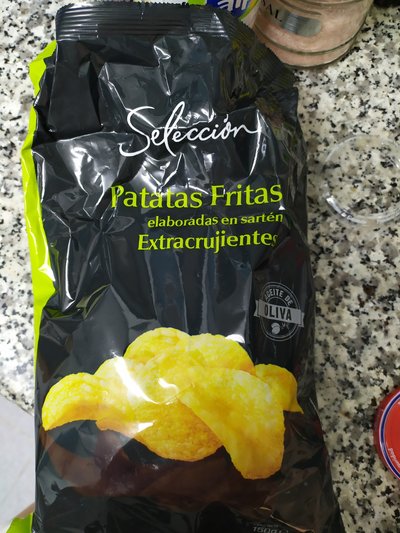 Selección
Patatas Fritas
elaboradas en sartén
Extracrujientes
ACEITE DE
OLIVA